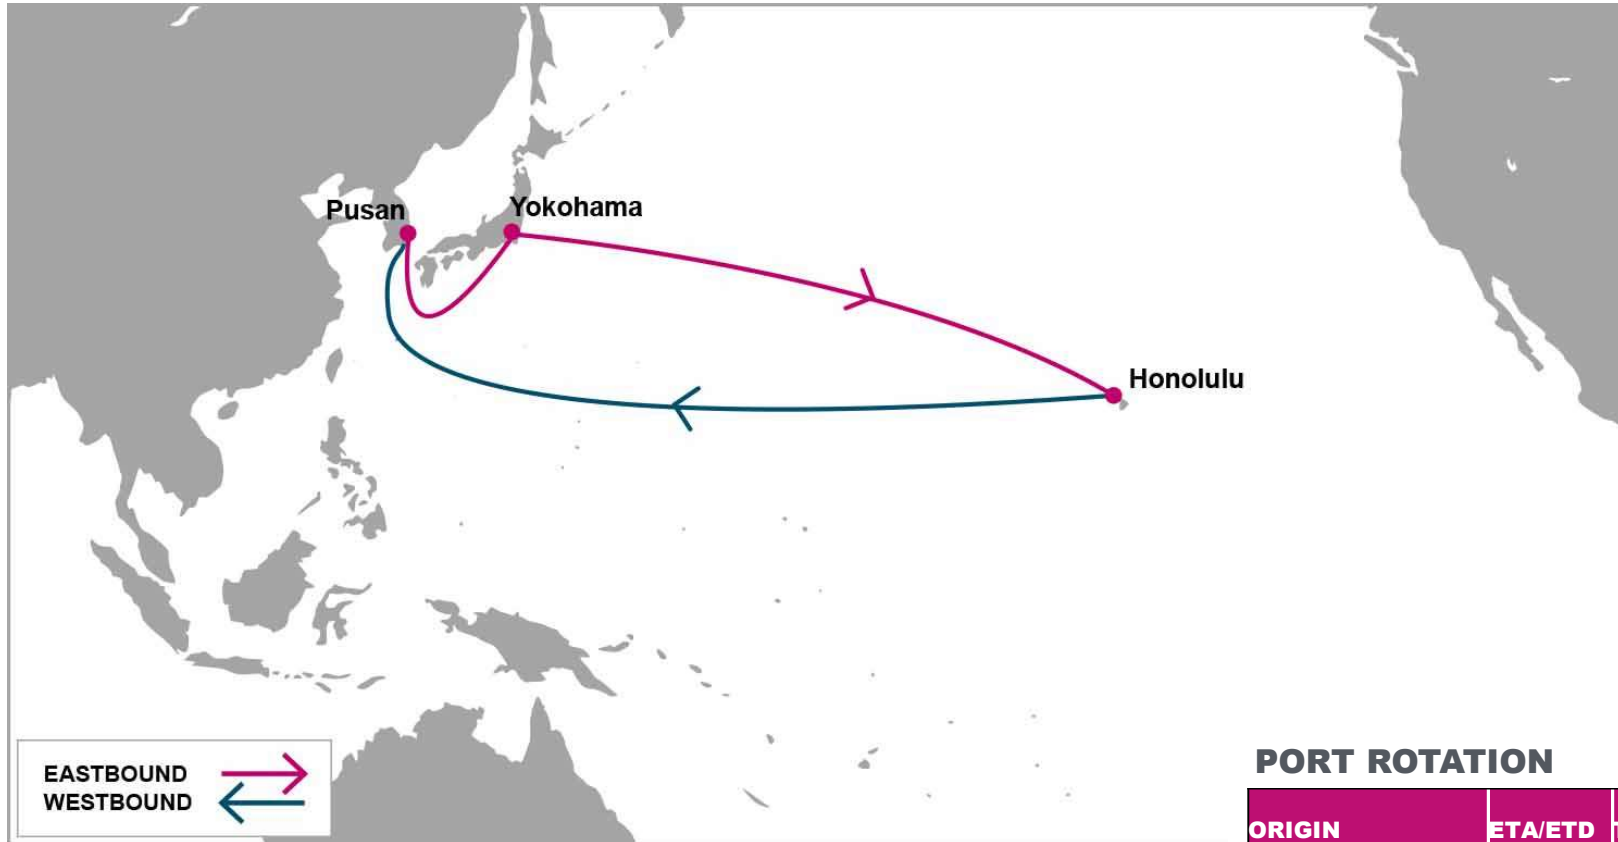 Pusan
Yokohama
Honolulu
EASTBOUND
WESTBOUND
PORT ROTATION
ORIGIN ETA/ETD